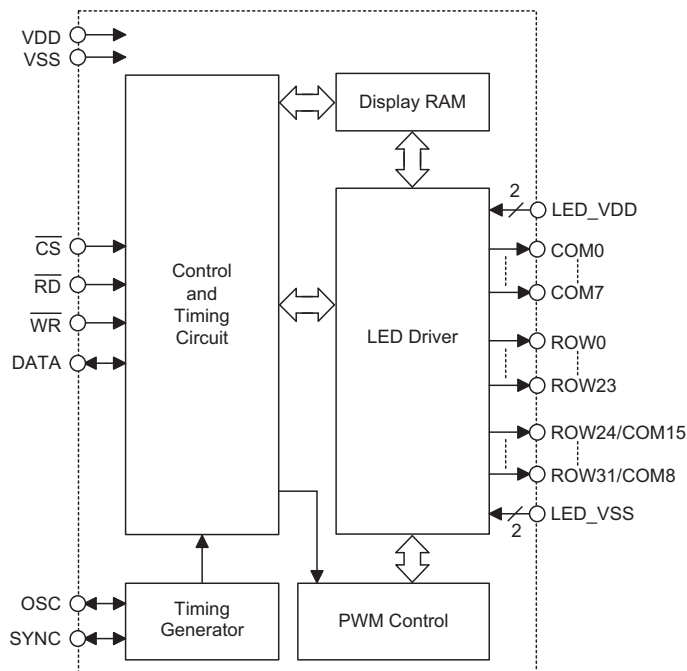 VDD
VSS
Display RAM
2
LED_VDD
CS
COM0
RD
Control
and
Timing
Circuit
COM7
WR
LED Driver
ROW0
DATA
ROW23
ROW24/COM15
ROW31/COM8
LED_VSS
2
OSC
SYNC
Timing
Generator
PWM Control